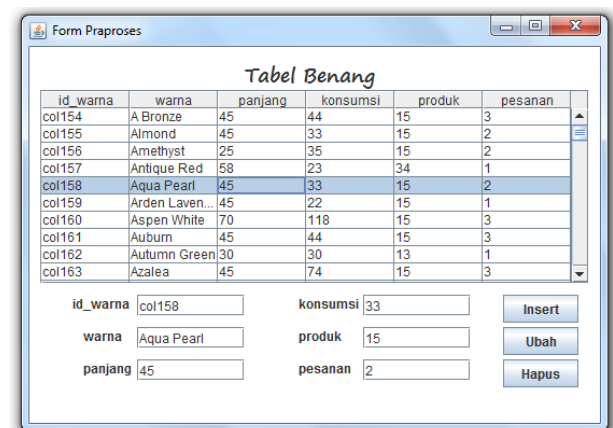 Form Praproses
Tabel Benang
id_warna warna panjang konsumsi produk pesanan
col154 A Bronze 45 44 15 3
col155 Almond 45 33 15 2
col156 Amethyst 25 35 15 2
col157 Antique Red 58 23 34 1
col158 Aqua Pearl 45 33 15 2
col159 Arden Laven... 45 22 15 1
col160 Aspen White 70 118 15 3
col161 Auburn 45 44 15 3
col162 Autumn Green 30 30 13 1
col163 Azalea 45 74 15 3
id_warna col158 konsumsi 33 Insert
warna Aqua Pearl produk 15 Ubah
panjang 45 pesanan 2 Hapus